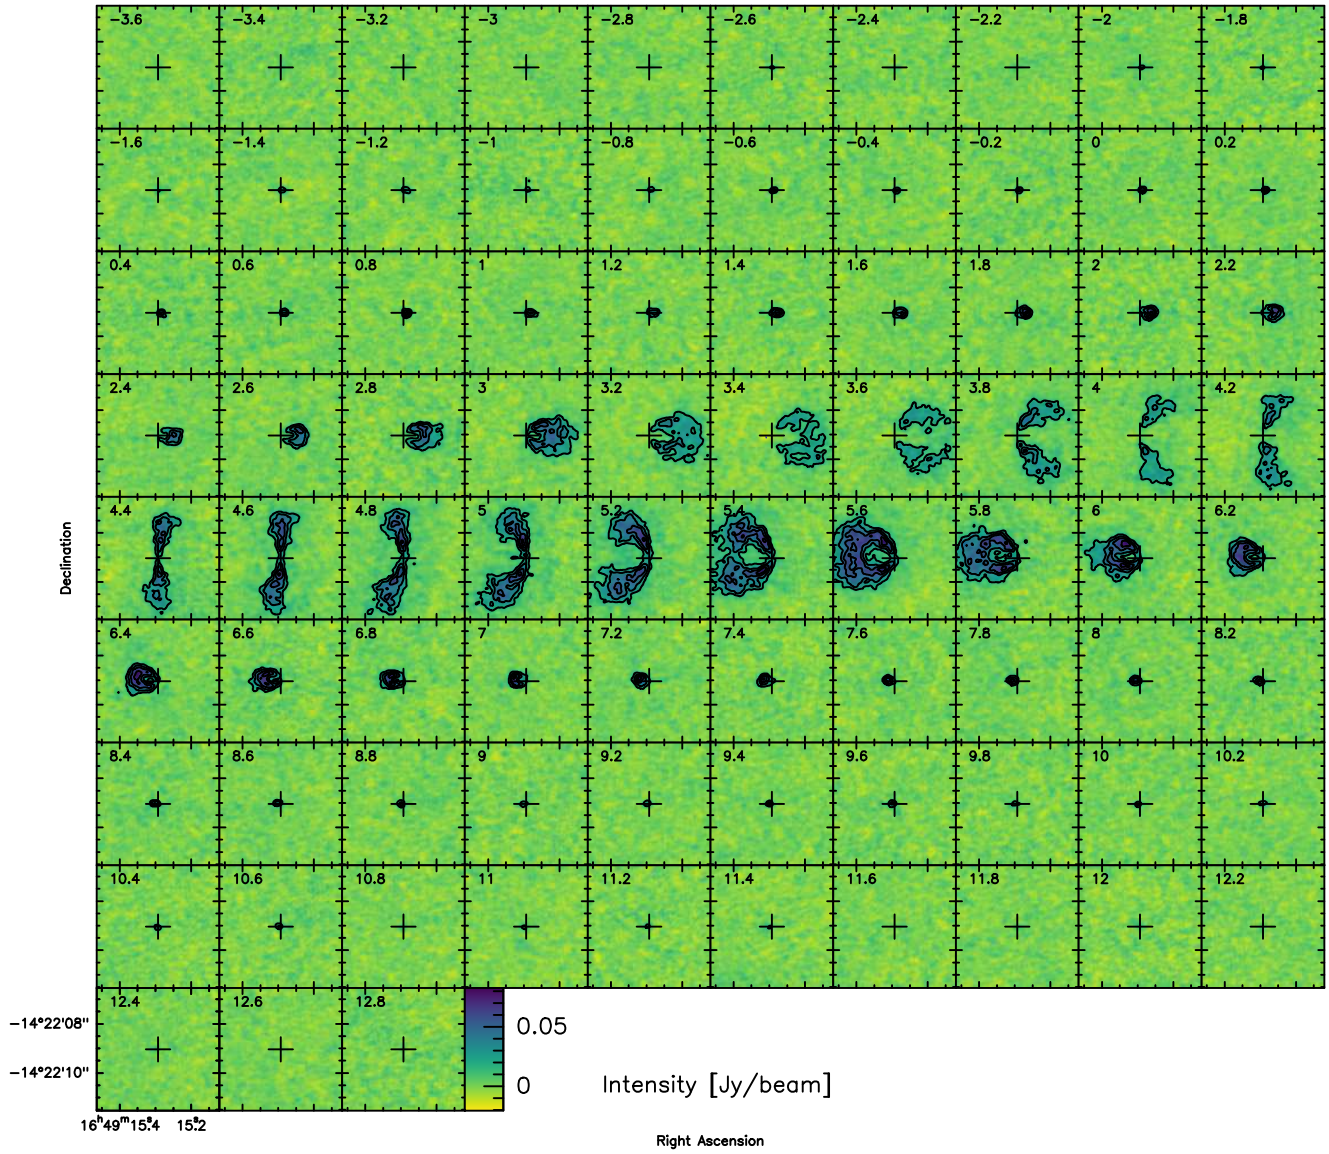 −3.6 −3.4 −3.2 −3 −2.8 −2.6 −2.4 −2.2 −2 −1.8
−1.6 −1.4 −1.2 −1 −0.8 −0.6 −0.4 −0.2 0 0.2
0.4 0.6 0.8 1 1.2 1.4 1.6 1.8 2 2.2
2.4 2.6 2.8 3 3.2 3.4 3.6 3.8 4 4.2
4.4 4.6 4.8 5 5.2 5.4 5.6 5.8 6 6.2
Declination
6.4 6.6 6.8 7 7.2 7.4 7.6 7.8 8 8.2
8.4 8.6 8.8 9 9.2 9.4 9.6 9.8 10 10.2
10.4 10.6 10.8 11 11.2 11.4 11.6 11.8 12 12.2
12.4 12.6 12.8
−14°22'08" 0.05
−14°22'10" 0 Intensity [Jy/beam]
16ʰ49ᵐ15ˢ.4 15ˢ.2
Right Ascension